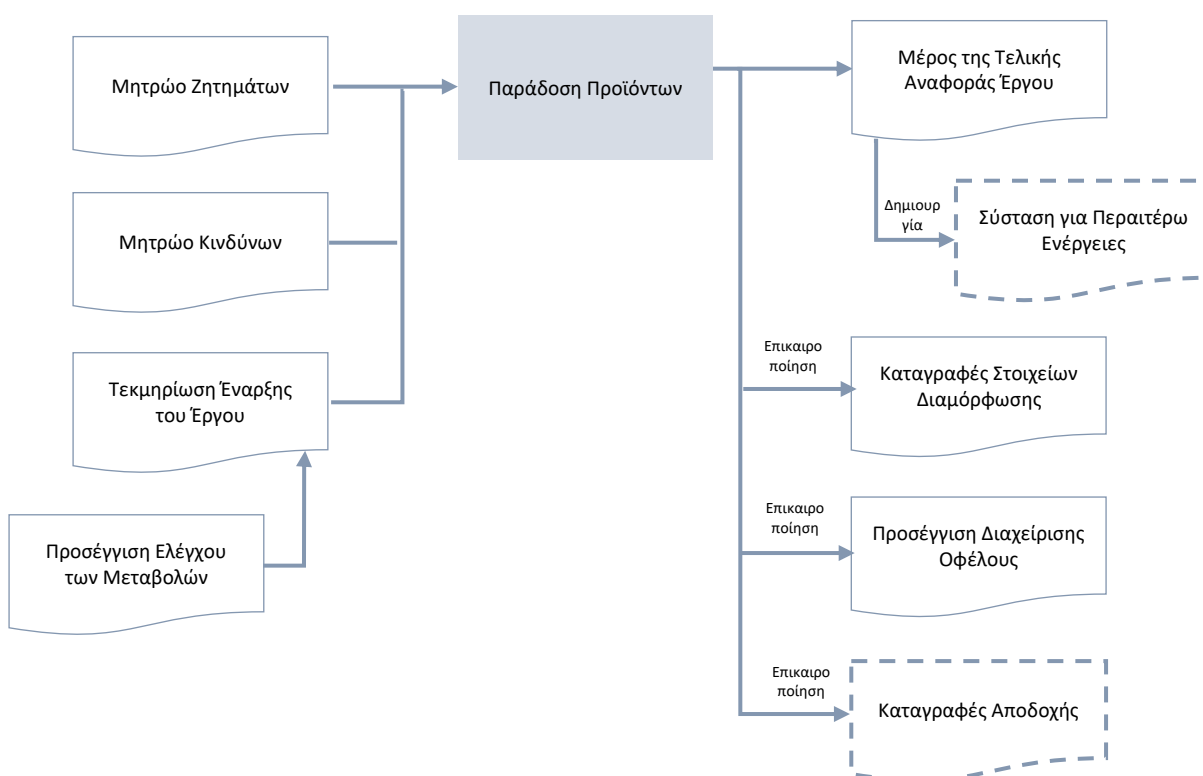 Μητρώο Ζητημάτων
Παράδοση Προϊόντων
Μέρος της Τελικής
Αναφοράς Έργου
Δημιουρ
γία
Σύσταση για Περαιτέρω
Ενέργειες
Μητρώο Κινδύνων
Τεκμηρίωση Έναρξης
του Έργου
Επικαιρο
ποίηση
Καταγραφές Στοιχείων
Διαμόρφωσης
Προσέγγιση Ελέγχου
των Μεταβολών
Επικαιρο
ποίηση
Προσέγγιση Διαχείρισης
Οφέλους
Επικαιρο
ποίηση
Καταγραφές Αποδοχής